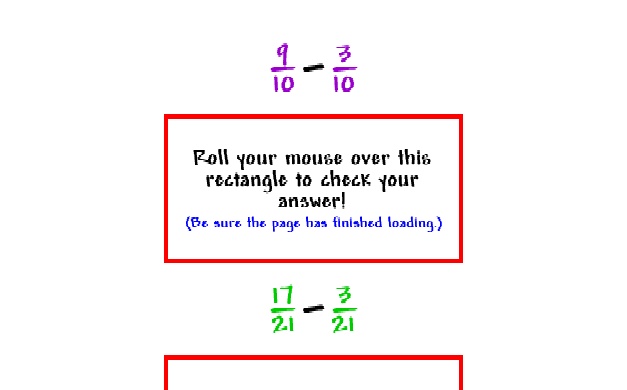 9/10 − 3/10
Roll your mouse over this
rectangle to check your
answer!
(Be sure the page has finished loading.)
17/21 − 3/21